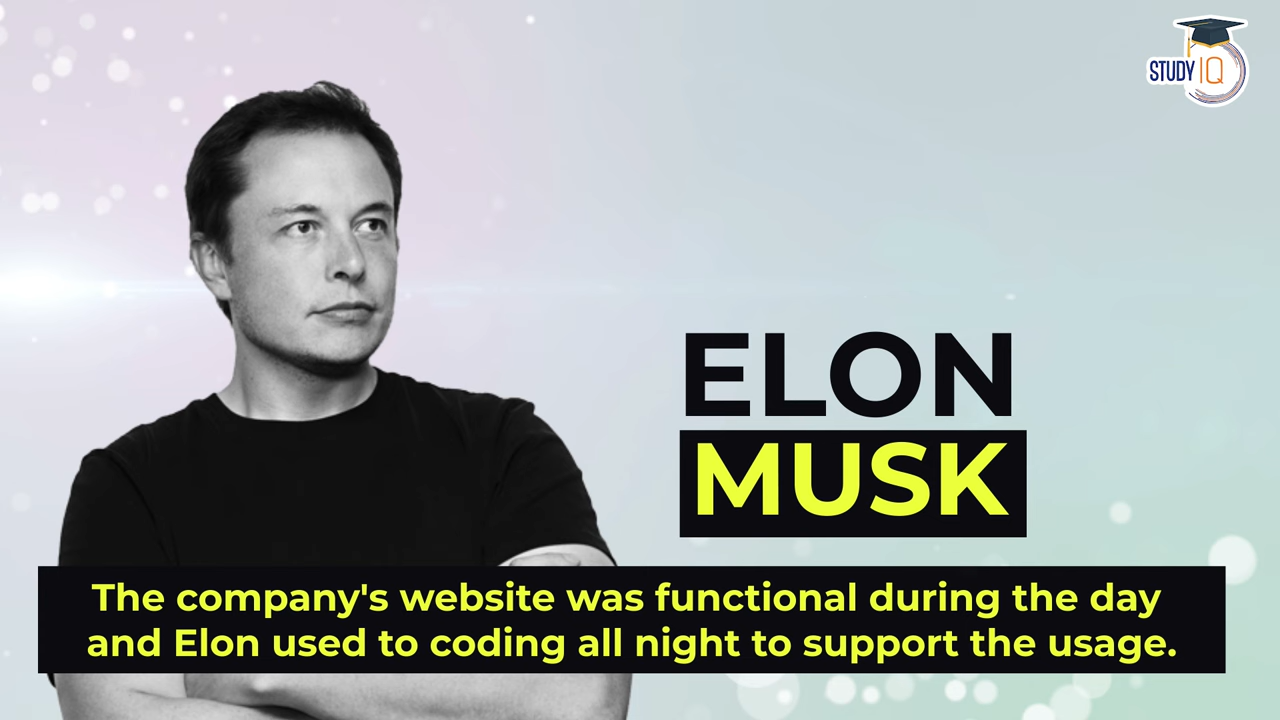 STUDY IQ
ELON
MUSK
The company's website was functional during the day
and Elon used to coding all night to support the usage.